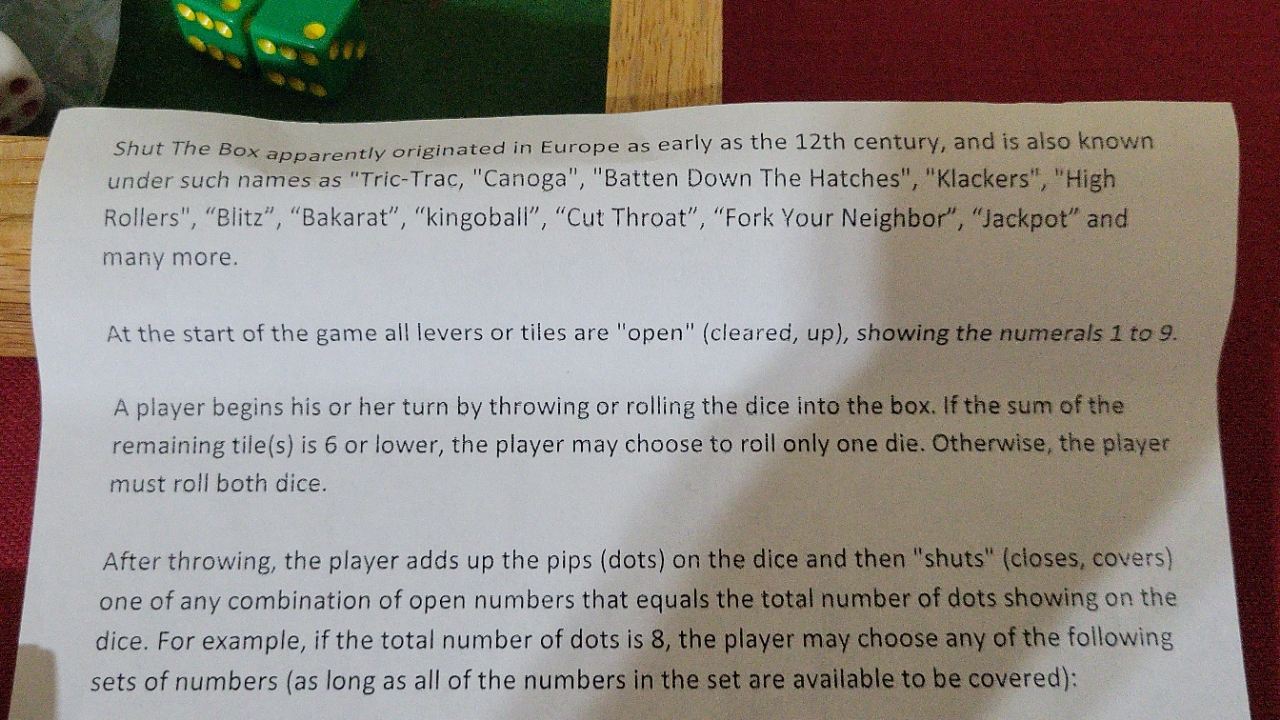 Shut The Box apparently originated in Europe as early as the 12th century, and is also known
under such names as "Tric-Trac, "Canoga", "Batten Down The Hatches", "Klackers", "High
Rollers", “Blitz”, “Bakarat”, “kingoball”, “Cut Throat”, “Fork Your Neighbor”, “Jackpot” and
many more.
At the start of the game all levers or tiles are "open" (cleared, up), showing the numerals 1 to 9.
A player begins his or her turn by throwing or rolling the dice into the box. If the sum of the
remaining tile(s) is 6 or lower, the player may choose to roll only one die. Otherwise, the player
must roll both dice.
After throwing, the player adds up the pips (dots) on the dice and then "shuts" (closes, covers)
one of any combination of open numbers that equals the total number of dots showing on the
dice. For example, if the total number of dots is 8, the player may choose any of the following
sets of numbers (as long as all of the numbers in the set are available to be covered):